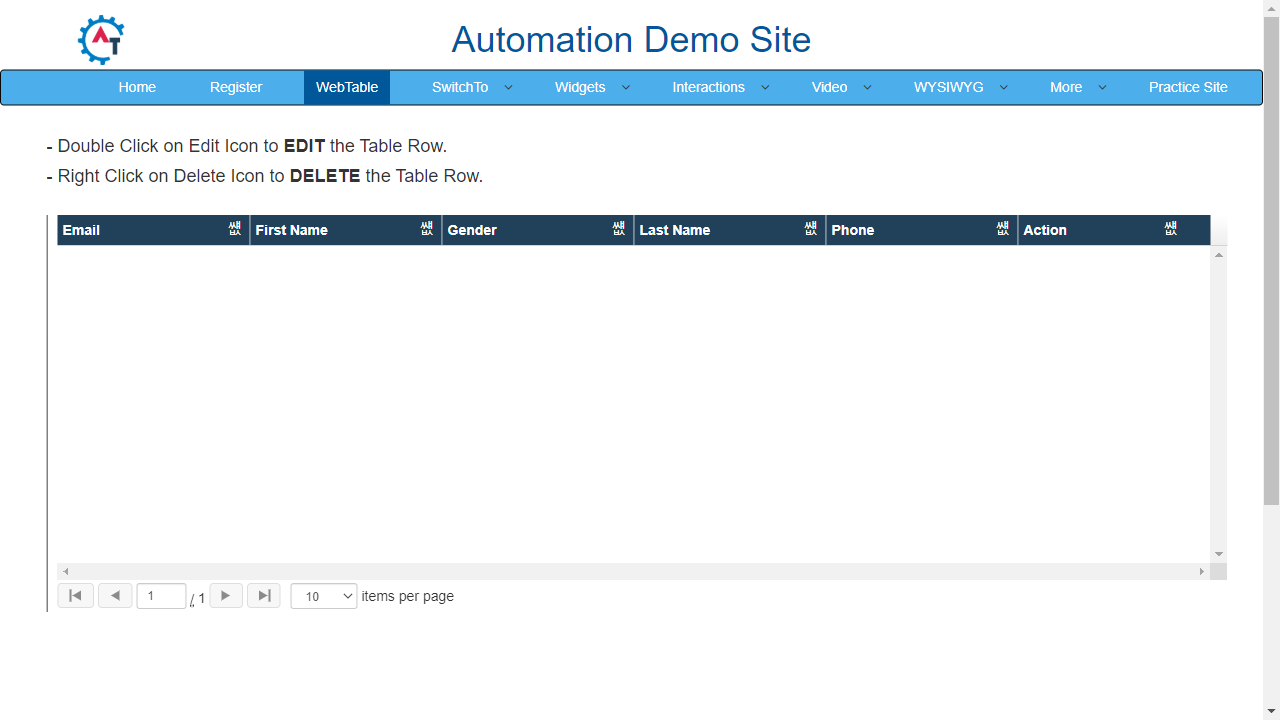 AT
Automation Demo Site
Home Register WebTable SwitchTo Widgets Interactions Video WYSIWYG More Practice Site
- Double Click on Edit Icon to EDIT the Table Row.
- Right Click on Delete Icon to DELETE the Table Row.
Email First Name Gender Last Name Phone Action
1 / 1 10 items per page